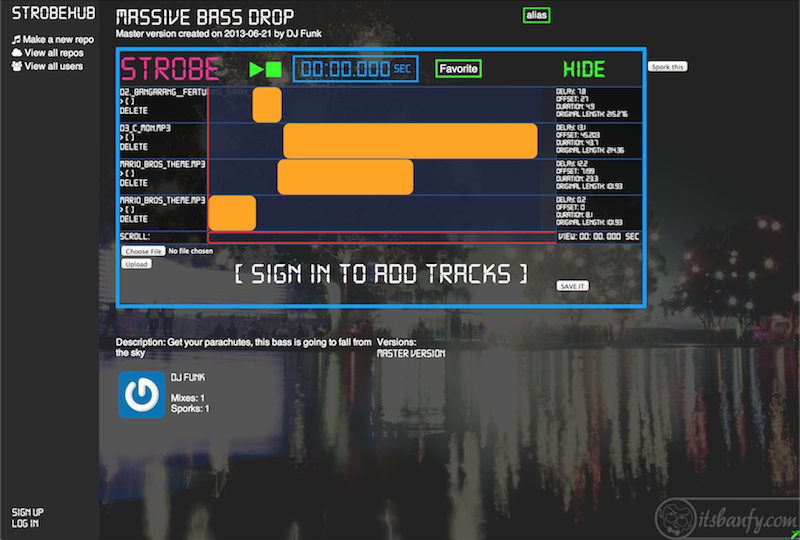 STROBEHUB
Make a new repo
View all repos
View all users
MASSIVE BASS DROP
Master version created on 2013-06-21 by DJ Funk
alias
STROBE
00:00.000 SEC
Favorite
HIDE
Spork this
02_BANGARANG_FEATU
> [ ]
DELETE
DELAY: 7.8
OFFSET: 27
DURATION: 4.9
ORIGINAL LENGTH: 215.276
03_C_MON.MP3
> [ ]
DELETE
DELAY: 13.1
OFFSET: 45.203
DURATION: 43.7
ORIGINAL LENGTH: 214.36
MARIO_BROS_THEME.MP3
> [ ]
DELETE
DELAY: 12.2
OFFSET: 7.199
DURATION: 23.3
ORIGINAL LENGTH: 101.93
MARIO_BROS_THEME.MP3
> [ ]
DELETE
DELAY: 0.2
OFFSET: 0
DURATION: 8.1
ORIGINAL LENGTH: 101.93
SCROLL:
VIEW: 00: 00. 000 SEC
Choose File No file chosen
Upload
[ SIGN IN TO ADD TRACKS ]
SAVE IT
Description: Get your parachutes, this bass is going to fall from
the sky
Versions:
MASTER VERSION
DJ FUNK
Mixes: 1
Sporks: 1
SIGN UP
LOG IN
itsbanfy.com